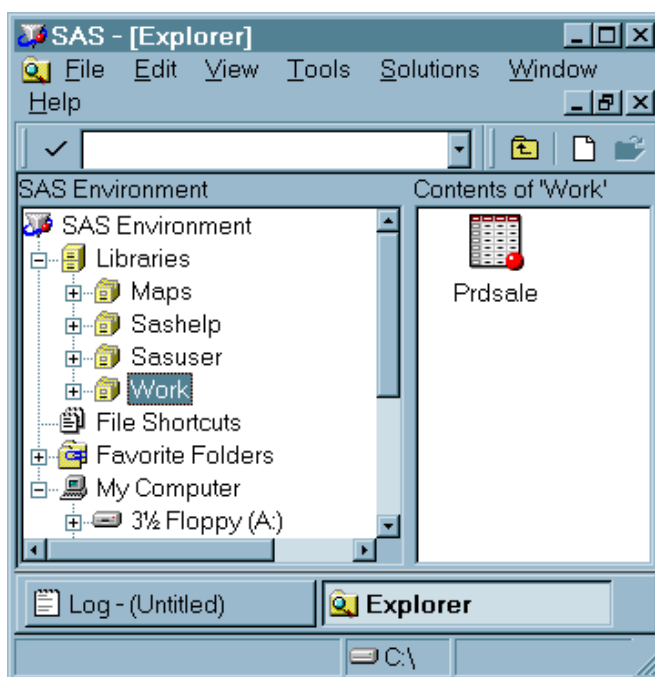 SAS - [Explorer]
File Edit View Tools Solutions Window
Help
SAS Environment
Contents of 'Work'
SAS Environment
Libraries
Maps
Sashelp
Sasuser
Work
File Shortcuts
Favorite Folders
My Computer
3½ Floppy (A:)
Prdsale
Log - (Untitled)
Explorer
C:\